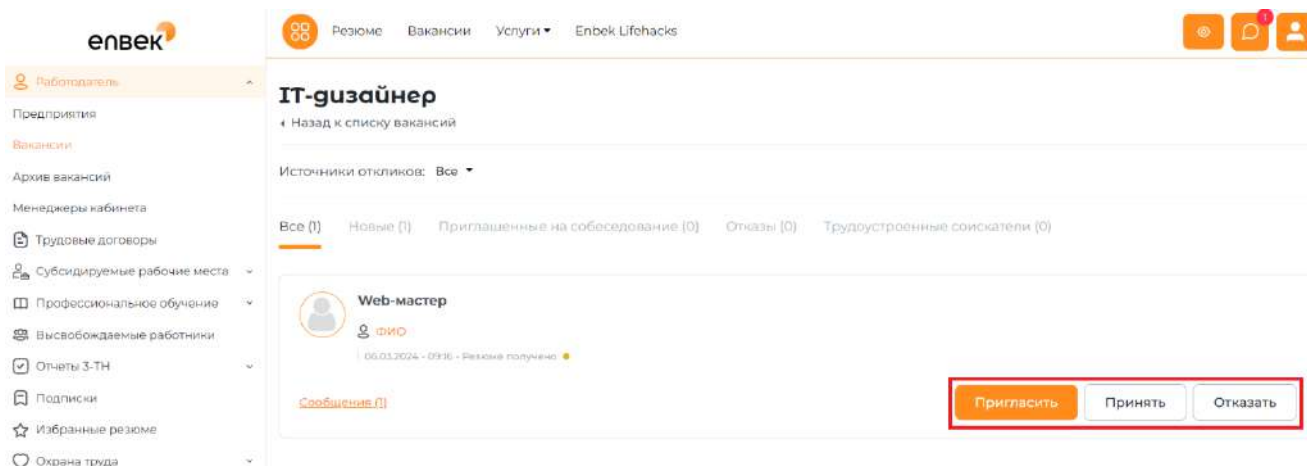 enbek
Резюме Вакансии Услуги Enbek Lifehacks
1
Работодатель
Предприятия
Вакансии
Архив вакансий
Менеджеры кабинета
Трудовые договоры
Субсидируемые рабочие места
Профессиональное обучение
Высвобождаемые работники
Отчеты 3-ТН
Подписки
Избранные резюме
Охрана труда
IT-дизайнер
Назад к списку вакансий
Источники откликов: Все
Все (1) Новые (1) Приглашенные на собеседование (0) Отказы (0) Трудоустроенные соискатели (0)
Web-мастер
ФИО
06.03.2024 - 09:16 - Резюме получено
Сообщения (1)
Пригласить Принять Отказать